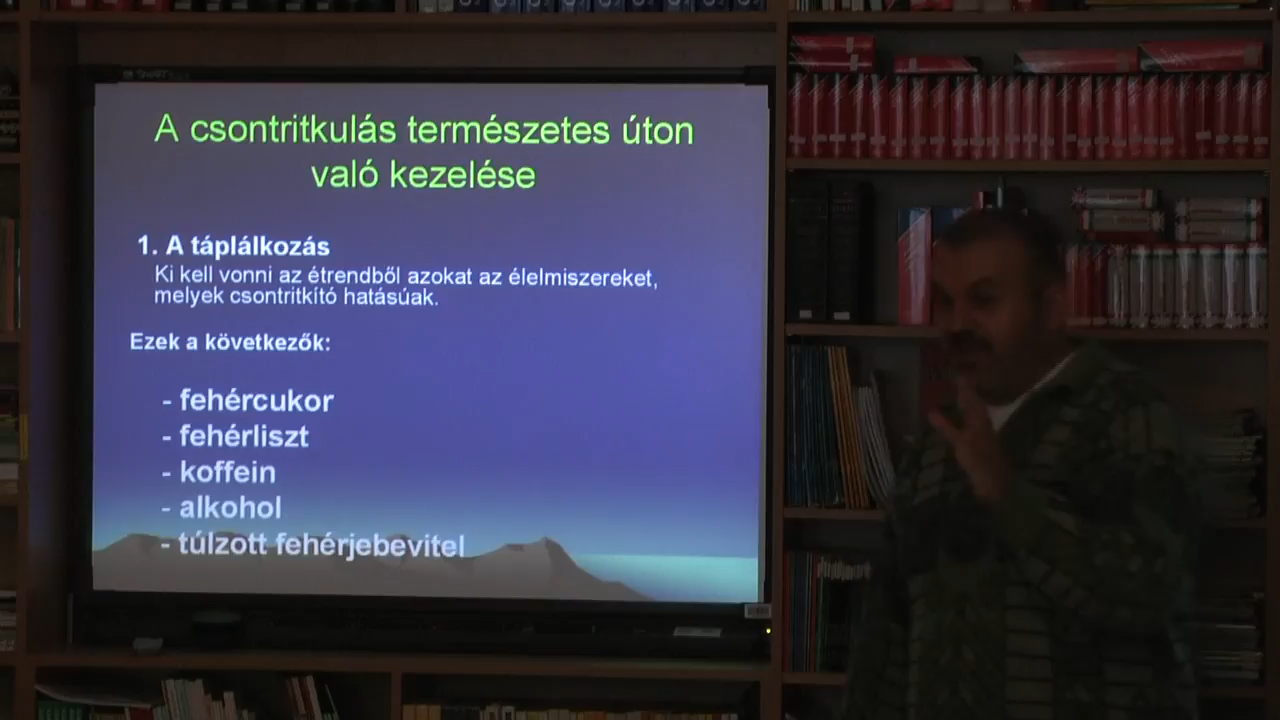 A csontritkulás természetes úton
való kezelése
1. A táplálkozás
Ki kell vonni az étrendből azokat az élelmiszereket,
melyek csontritkító hatásúak.
Ezek a következők:
- fehércukor
- fehérliszt
- koffein
- alkohol
- túlzott fehérjebevitel